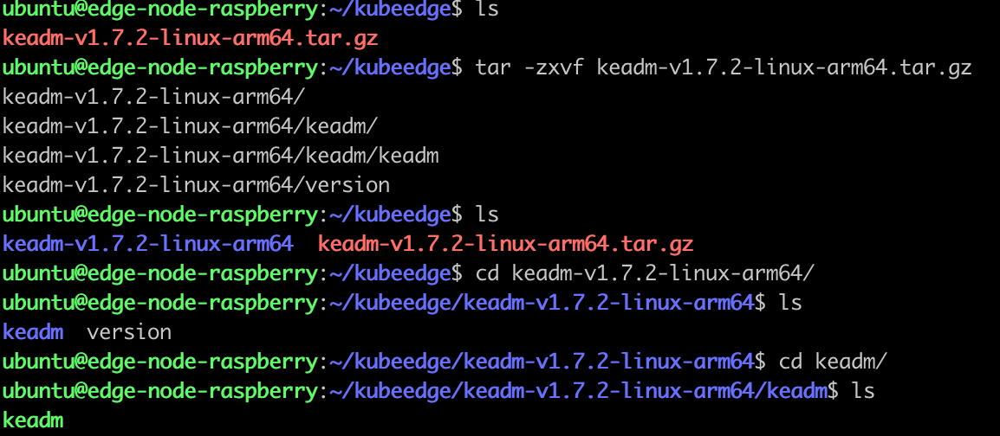 ubuntu@edge-node-raspberry:~/kubeedge$ ls
keadm-v1.7.2-linux-arm64.tar.gz
ubuntu@edge-node-raspberry:~/kubeedge$ tar -zxvf keadm-v1.7.2-linux-arm64.tar.gz
keadm-v1.7.2-linux-arm64/
keadm-v1.7.2-linux-arm64/keadm/
keadm-v1.7.2-linux-arm64/keadm/keadm
keadm-v1.7.2-linux-arm64/version
ubuntu@edge-node-raspberry:~/kubeedge$ ls
keadm-v1.7.2-linux-arm64  keadm-v1.7.2-linux-arm64.tar.gz
ubuntu@edge-node-raspberry:~/kubeedge$ cd keadm-v1.7.2-linux-arm64/
ubuntu@edge-node-raspberry:~/kubeedge/keadm-v1.7.2-linux-arm64$ ls
keadm  version
ubuntu@edge-node-raspberry:~/kubeedge/keadm-v1.7.2-linux-arm64$ cd keadm/
ubuntu@edge-node-raspberry:~/kubeedge/keadm-v1.7.2-linux-arm64/keadm$ ls
keadm